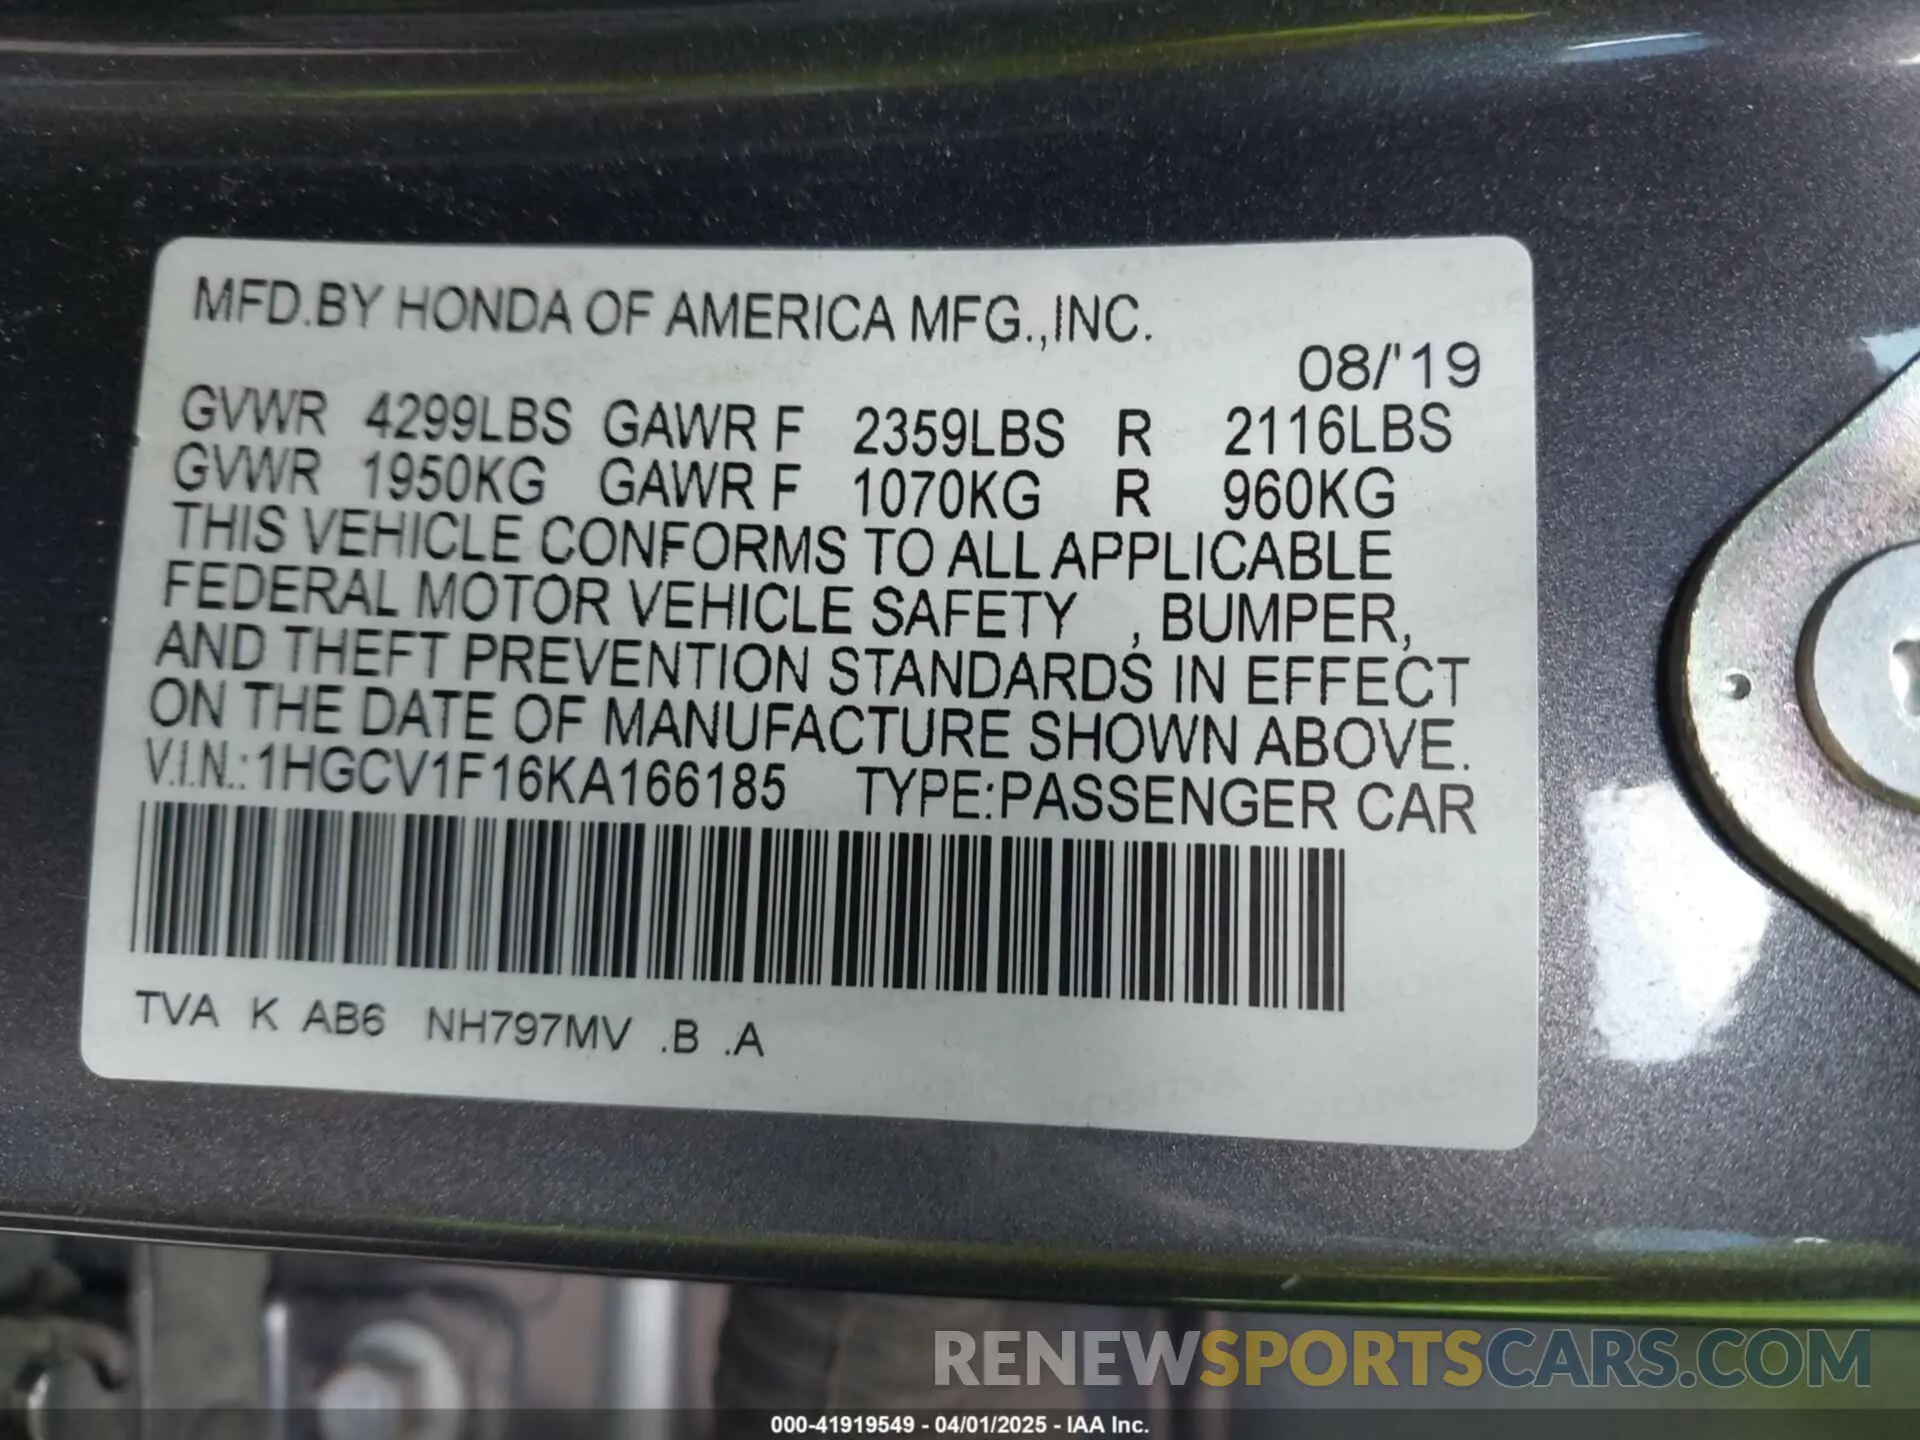 MFD.BY HONDA OF AMERICA MFG.,INC.
08/'19
GVWR 4299LBS GAWR F 2359LBS R 2116LBS
GVWR 1950KG GAWR F 1070KG R 960KG
THIS VEHICLE CONFORMS TO ALL APPLICABLE
FEDERAL MOTOR VEHICLE SAFETY , BUMPER,
AND THEFT PREVENTION STANDARDS IN EFFECT
ON THE DATE OF MANUFACTURE SHOWN ABOVE.
V.I.N.:1HGCV1F16KA166185 TYPE:PASSENGER CAR
TVA K AB6 NH797MV .B .A
RENEWSPORTSCARS.COM
000-41919549 - 04/01/2025 - IAA Inc.